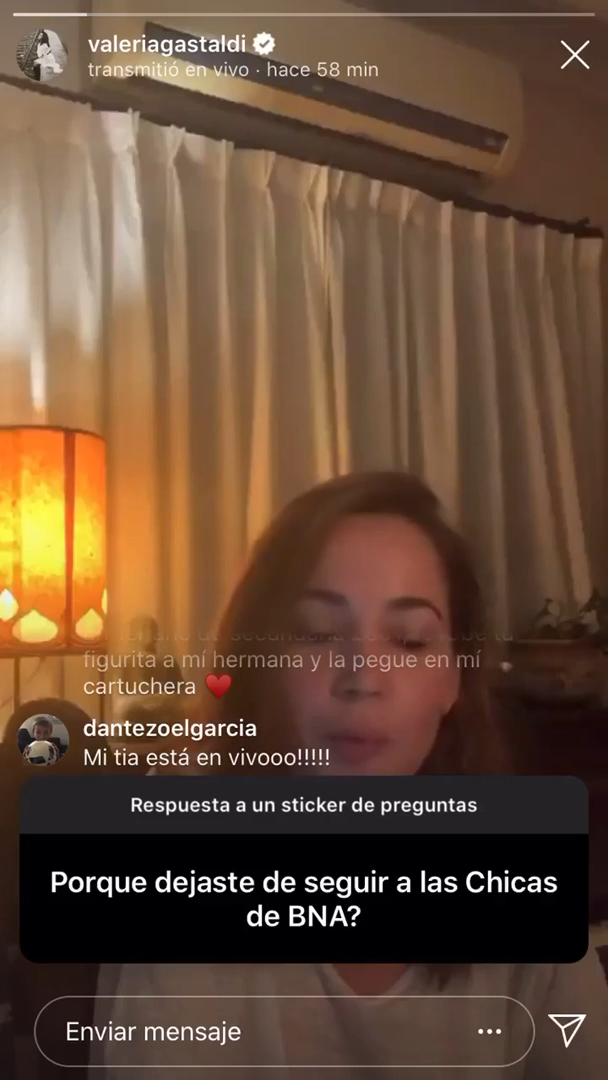 valeriagastaldi
transmitió en vivo · hace 58 min
figurita a mí hermana y la pegue en mí
cartuchera ❤️
dantezoelgarcia
Mi tia está en vivooo!!!!!
Respuesta a un sticker de preguntas
Porque dejaste de seguir a las Chicas
de BNA?
Enviar mensaje